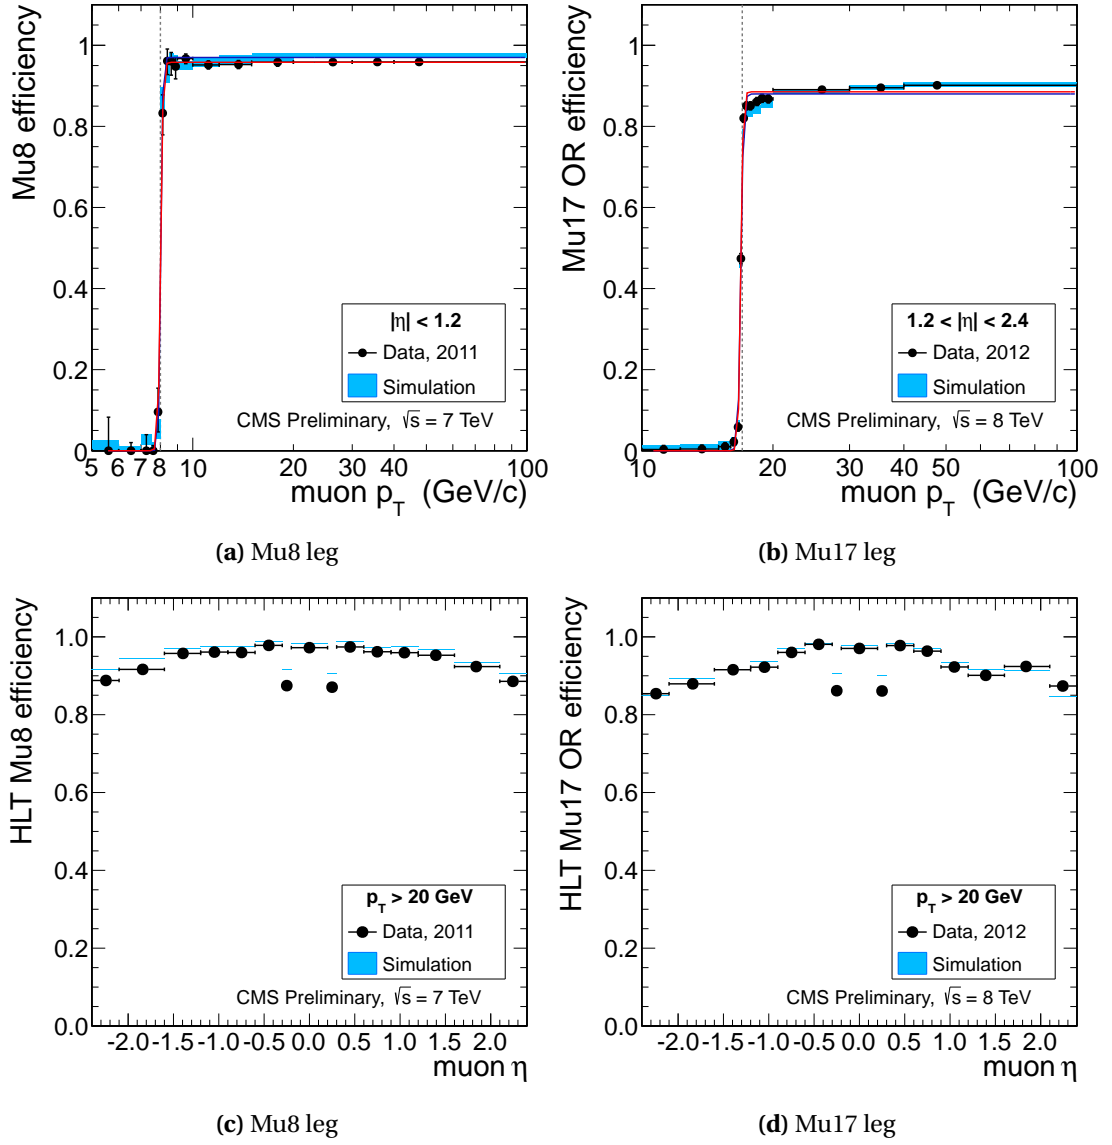 Mu8 efficiency
1
0.8
0.6
0.4
0.2
0
|η| < 1.2
Data, 2011
Simulation
CMS Preliminary, √s = 7 TeV
5 6 7 8 10 20 30 40 100
muon pT (GeV/c)
(a) Mu8 leg
Mu17 OR efficiency
1
0.8
0.6
0.4
0.2
0
1.2 < |η| < 2.4
Data, 2012
Simulation
CMS Preliminary, √s = 8 TeV
10 20 30 40 100
muon pT (GeV/c)
(b) Mu17 leg
HLT Mu8 efficiency
1.0
0.8
0.6
0.4
0.2
0.0
pT > 20 GeV
Data, 2011
Simulation
CMS Preliminary, √s = 7 TeV
-2.0 -1.5 -1.0 -0.5 0.0 0.5 1.0 1.5 2.0
muon η
(c) Mu8 leg
HLT Mu17 OR efficiency
1.0
0.8
0.6
0.4
0.2
0.0
pT > 20 GeV
Data, 2012
Simulation
CMS Preliminary, √s = 8 TeV
-2.0 -1.5 -1.0 -0.5 0.0 0.5 1.0 1.5 2.0
muon η
(d) Mu17 leg